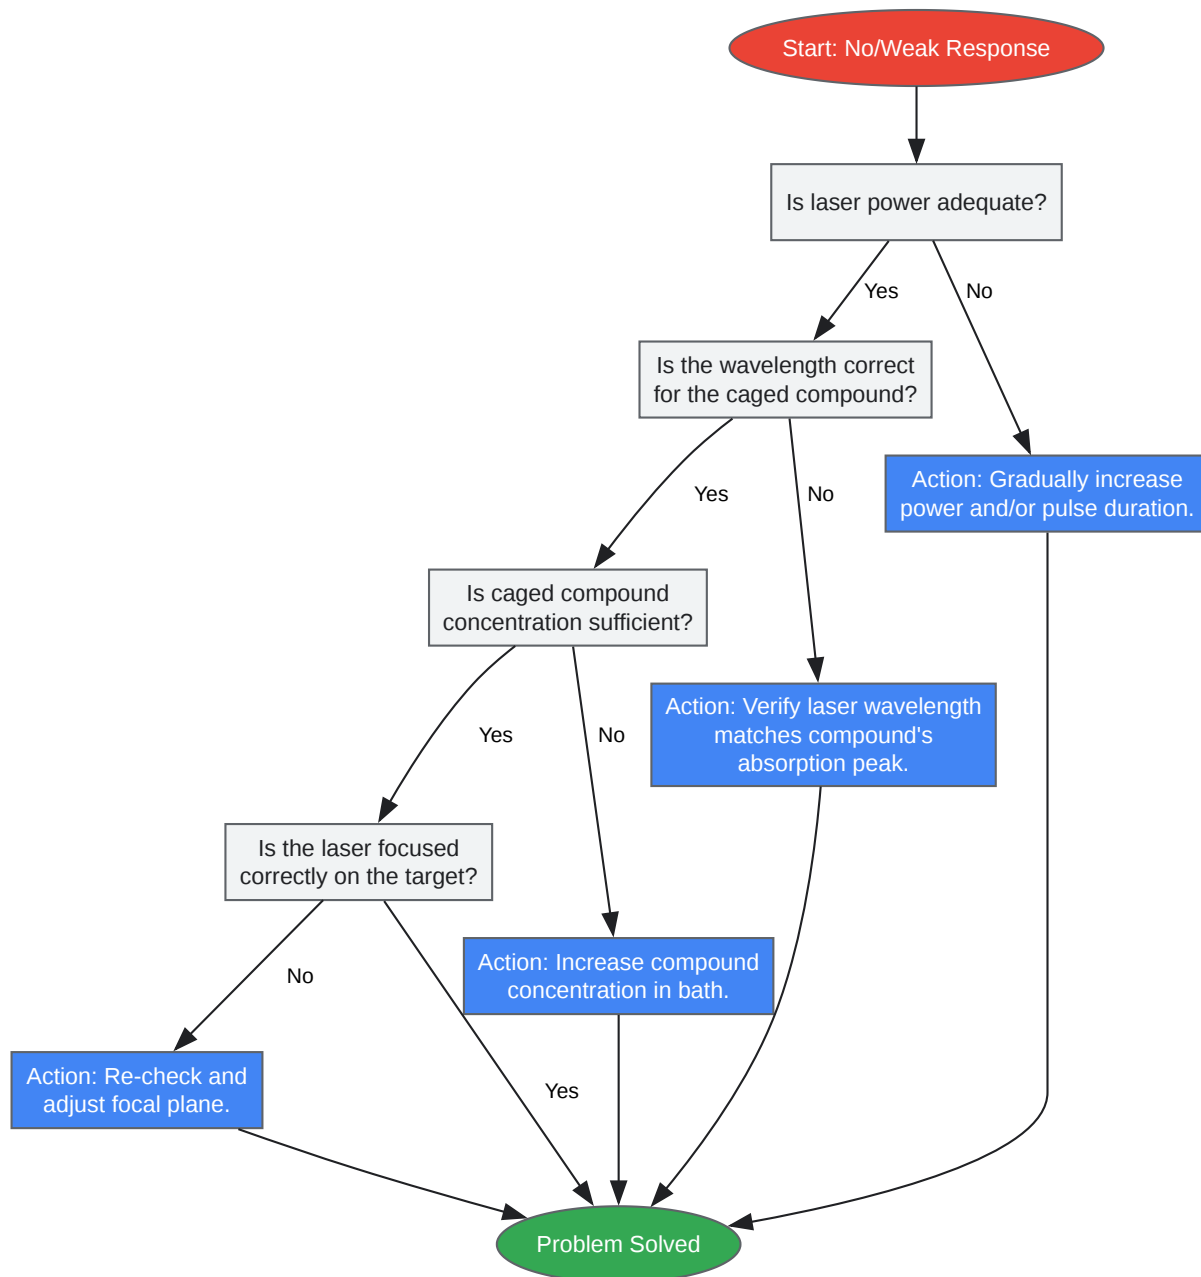 Start: No/Weak Response
Is laser power adequate?
Yes
No
Is the wavelength correct
for the caged compound?
Yes
No
Action: Gradually increase
power and/or pulse duration.
Is caged compound
concentration sufficient?
Yes
No
Action: Verify laser wavelength
matches compound's
absorption peak.
Is the laser focused
correctly on the target?
No
Yes
Action: Increase compound
concentration in bath.
Action: Re-check and
adjust focal plane.
Problem Solved